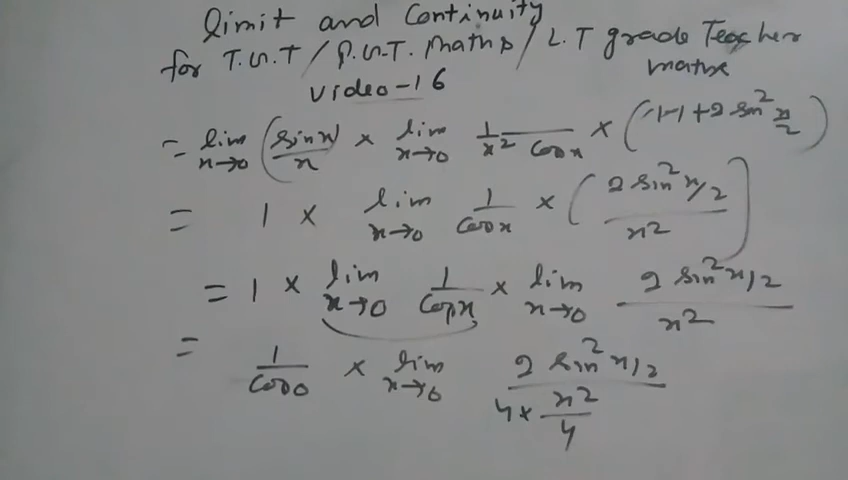 limit and Continuity
for T.G.T / P.G.T. Maths / L.T grade Teacher
maths
Video-16
= lim x→0 (sin x / x) × lim x→0 1 / x² cos x × (1-1+2 sin² x/2)
= 1 × lim x→0 1 / cos x × (2 sin² x/2 / x²)
= 1 × lim x→0 1 / cos x × lim x→0 2 sin² x/2 / x²
= 1 / cos 0 × lim x→0 2 sin² x/2 / 4 × x²/4